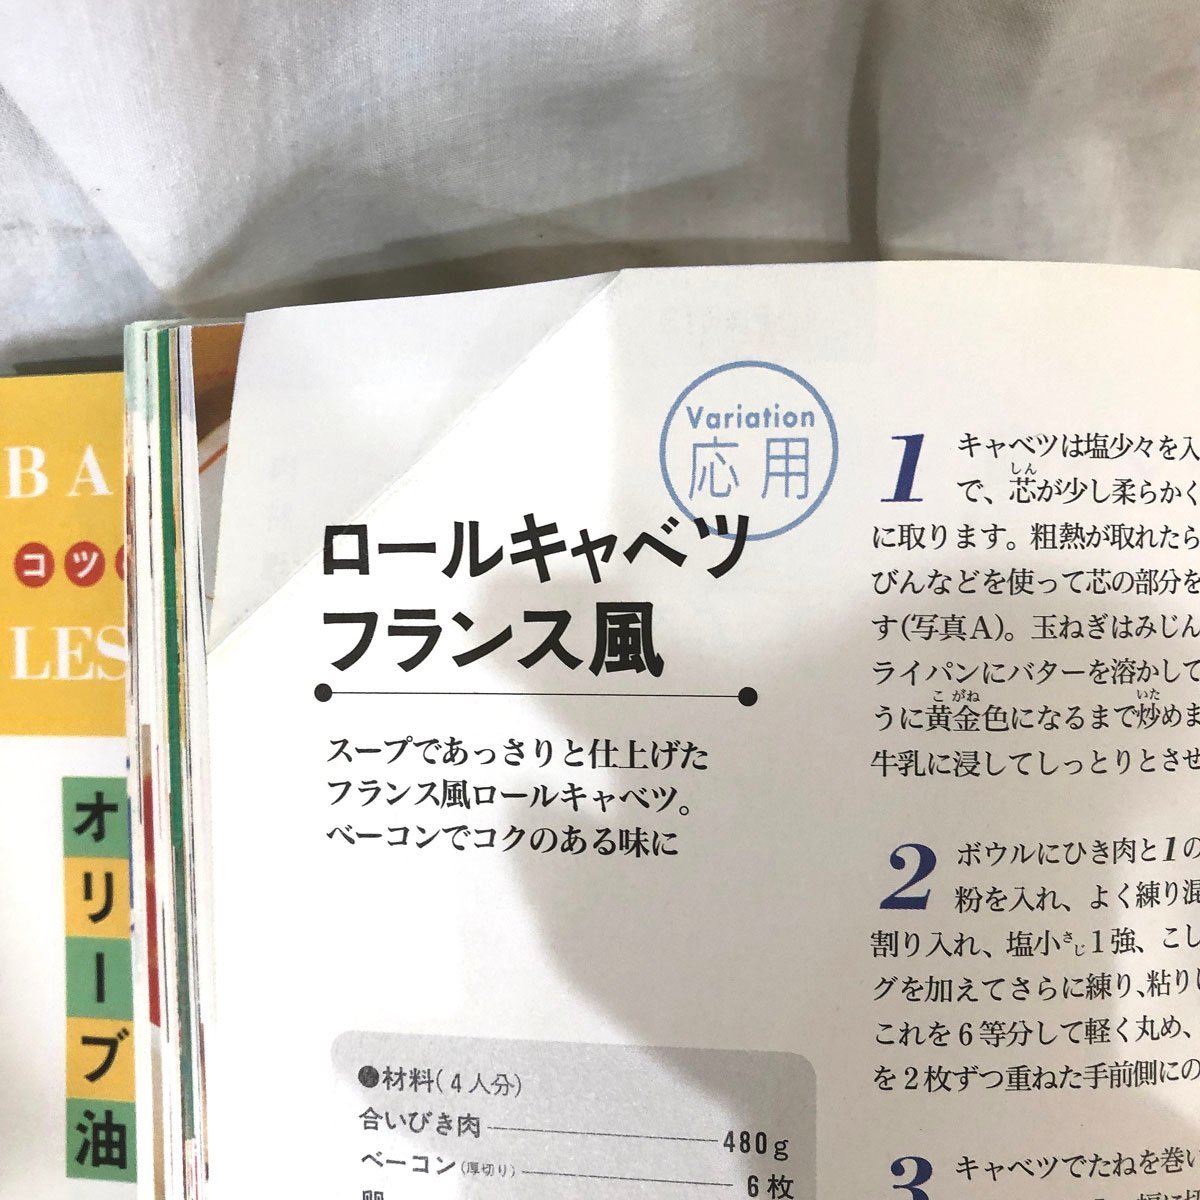 BA
コツ
LES
オリーブ油
Variation
応用
ロールキャベツ
フランス風
スープであっさりと仕上げた
フランス風ロールキャベツ。
ベーコンでコクのある味に
●材料(4人分)
合いびき肉 480g
ベーコン(厚切り) 6枚
卵
1 キャベツは塩少々を入
で、芯が少し柔らかく
に取ります。粗熱が取れたら
びんなどを使って芯の部分を
す(写真A)。玉ねぎはみじん
ライパンにバターを溶かして
うに黄金色になるまで炒めま
牛乳に浸してしっとりとさせ
2 ボウルにひき肉と1の
粉を入れ、よく練り混
割り入れ、塩小さじ1強、こし
グを加えてさらに練り、粘り
これを6等分して軽く丸め、
を2枚ずつ重ねた手前側にの
3 キャベツでたねを巻い